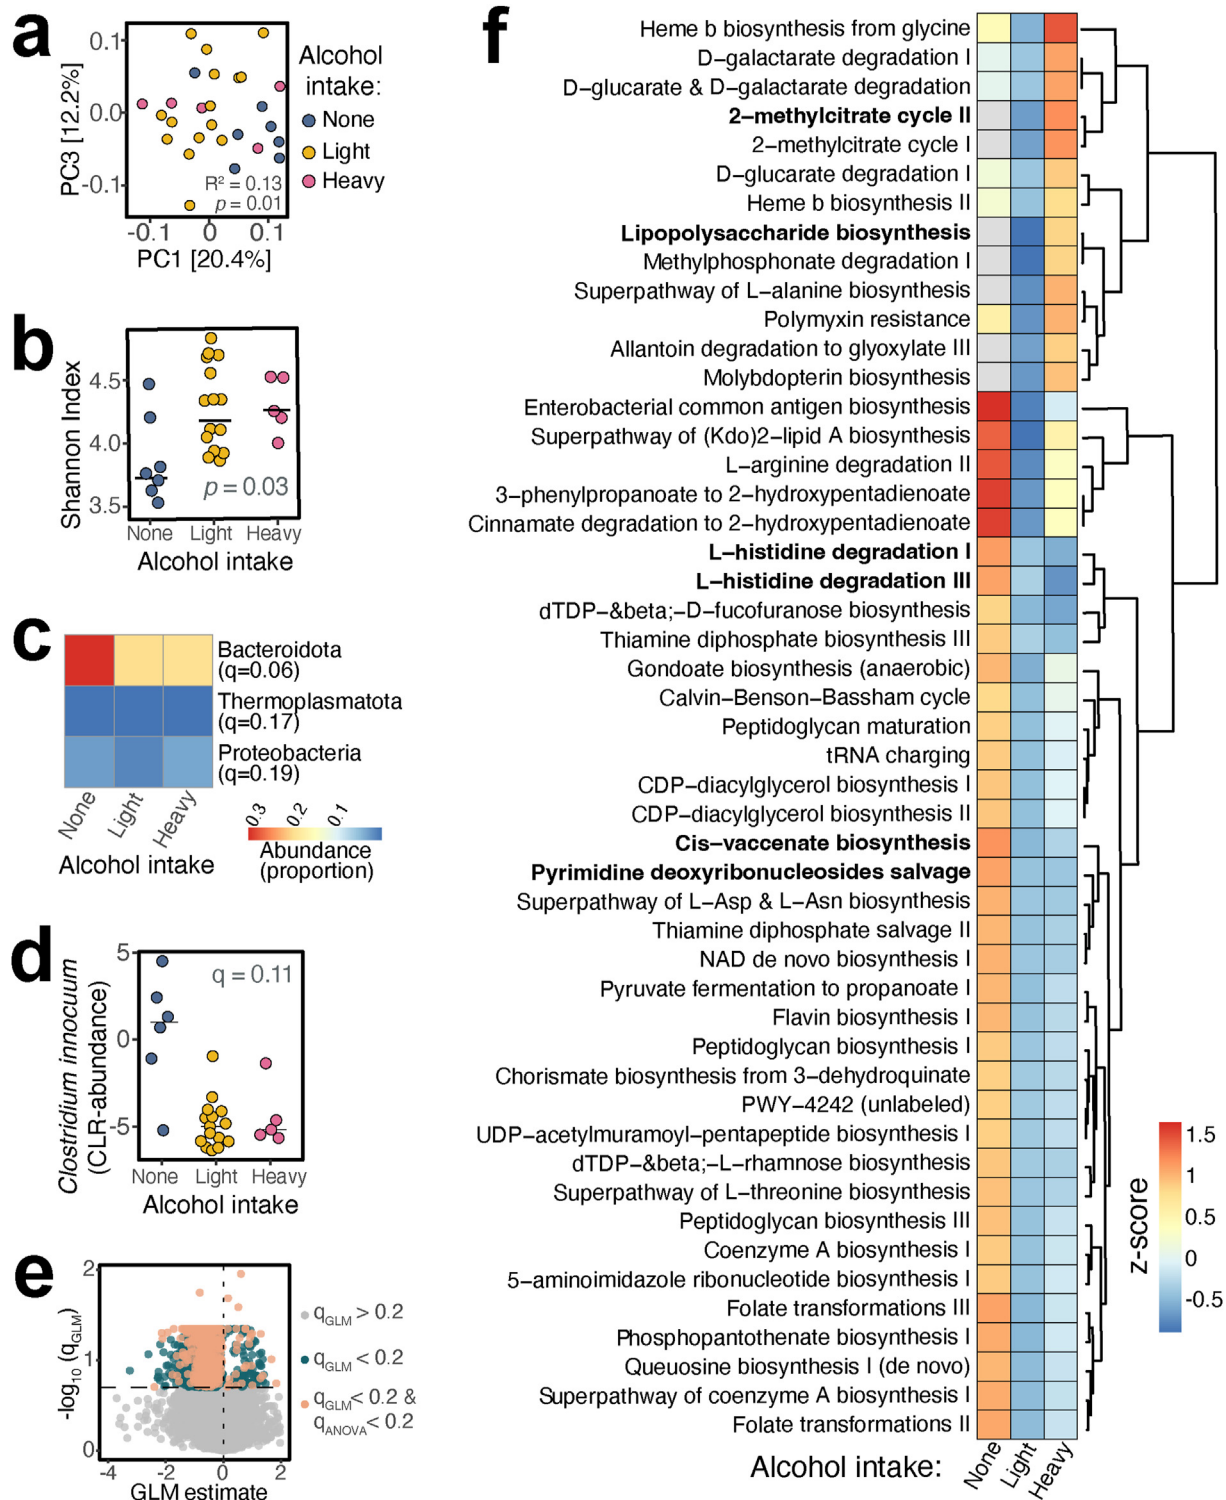 a
0.1
0.0
-0.1
PC3 [12.2%]
-0.1
0
0.1
PC1 [20.4%]
R² = 0.13
p = 0.01
Alcohol
intake:
None
Light
Heavy
b
4.5
4.0
3.5
Shannon Index
p = 0.03
None
Light
Heavy
Alcohol intake
c
Bacteroidota
(q=0.06)
Thermoplasmatota
(q=0.17)
Proteobacteria
(q=0.19)
None
Light
Heavy
Alcohol intake
0.3
0.2
0.1
Abundance
(proportion)
d
5
0
-5
Clostridium innocuum
(CLR-abundance)
q = 0.11
None
Light
Heavy
Alcohol intake
e
2
1
0
-log10 (qGLM)
-4
-2
0
2
GLM estimate
qGLM > 0.2
qGLM < 0.2
qGLM< 0.2 &
qANOVA< 0.2
f
Heme b biosynthesis from glycine
D−galactarate degradation I
D−glucarate & D−galactarate degradation
2−methylcitrate cycle II
2−methylcitrate cycle I
D−glucarate degradation I
Heme b biosynthesis II
Lipopolysaccharide biosynthesis
Methylphosphonate degradation I
Superpathway of L−alanine biosynthesis
Polymyxin resistance
Allantoin degradation to glyoxylate III
Molybdopterin biosynthesis
Enterobacterial common antigen biosynthesis
Superpathway of (Kdo)2−lipid A biosynthesis
L−arginine degradation II
3−phenylpropanoate to 2−hydroxypentadienoate
Cinnamate degradation to 2−hydroxypentadienoate
L−histidine degradation I
L−histidine degradation III
dTDP−&beta;−D−fucofuranose biosynthesis
Thiamine diphosphate biosynthesis III
Gondoate biosynthesis (anaerobic)
Calvin−Benson−Bassham cycle
Peptidoglycan maturation
tRNA charging
CDP−diacylglycerol biosynthesis I
CDP−diacylglycerol biosynthesis II
Cis−vaccenate biosynthesis
Pyrimidine deoxyribonucleosides salvage
Superpathway of L−Asp & L−Asn biosynthesis
Thiamine diphosphate salvage II
NAD de novo biosynthesis I
Pyruvate fermentation to propanoate I
Flavin biosynthesis I
Peptidoglycan biosynthesis I
Chorismate biosynthesis from 3−dehydroquinate
PWY−4242 (unlabeled)
UDP−acetylmuramoyl−pentapeptide biosynthesis I
dTDP−&beta;−L−rhamnose biosynthesis
Superpathway of L−threonine biosynthesis
Peptidoglycan biosynthesis III
Coenzyme A biosynthesis I
5−aminoimidazole ribonucleotide biosynthesis I
Folate transformations III
Phosphopantothenate biosynthesis I
Queuosine biosynthesis I (de novo)
Superpathway of coenzyme A biosynthesis I
Folate transformations II
Alcohol intake:
None
Light
Heavy
z−score
1.5
1
0.5
0
-0.5